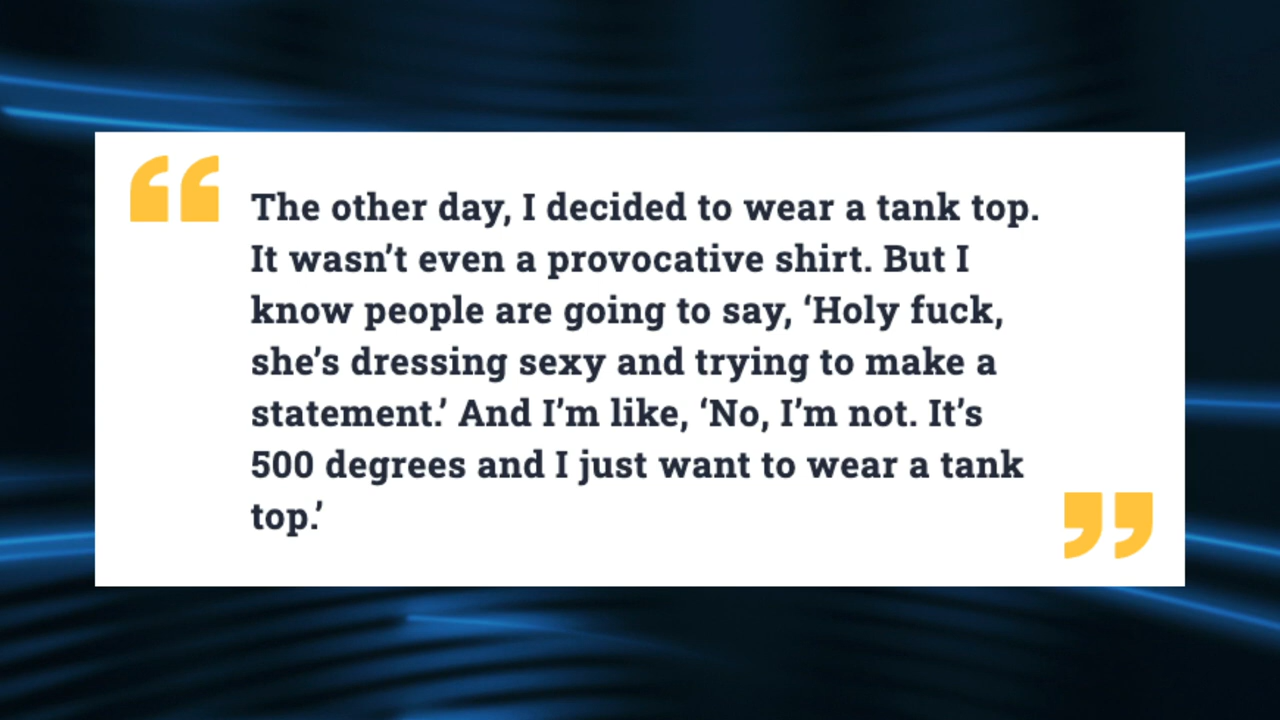 “
The other day, I decided to wear a tank top.
It wasn’t even a provocative shirt. But I
know people are going to say, ‘Holy fuck,
she’s dressing sexy and trying to make a
statement.’ And I’m like, ‘No, I’m not. It’s
500 degrees and I just want to wear a tank
top.’
”